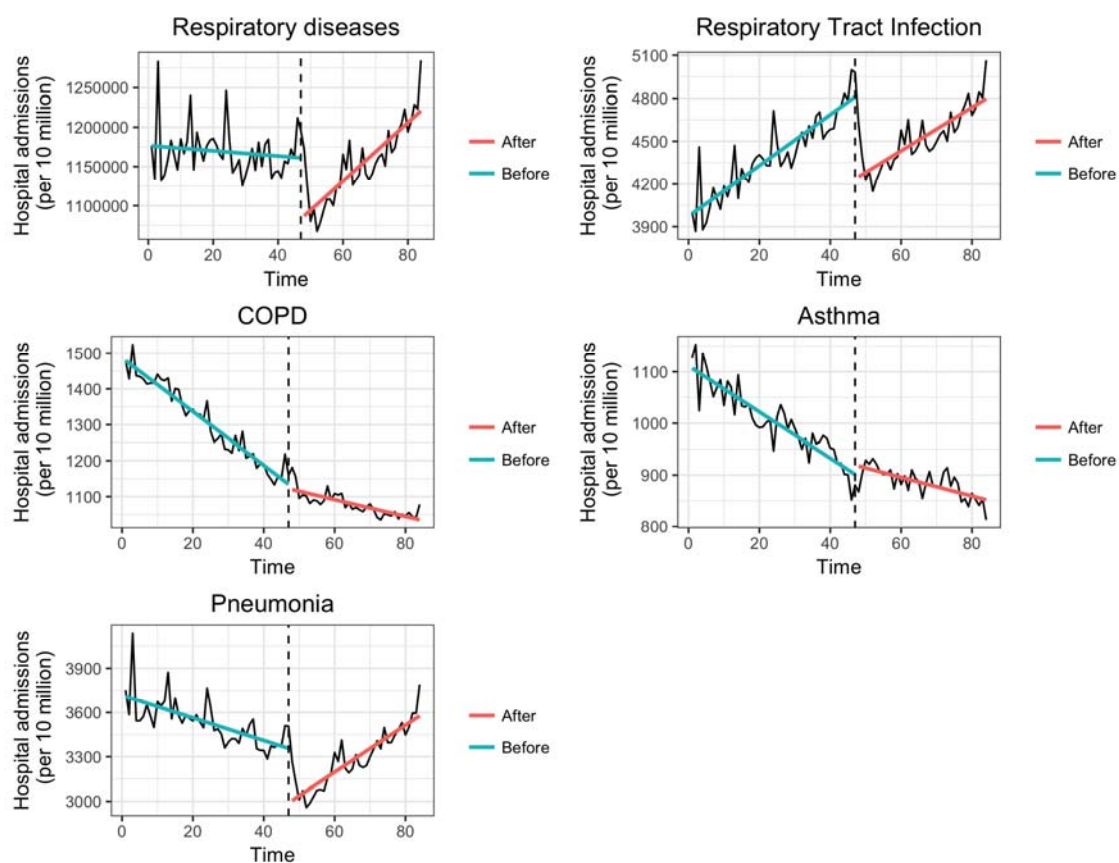 Respiratory diseases
Hospital admissions
(per 10 million)
1250000
1200000
1150000
1100000
0 20 40 60 80
Time
After
Before
Respiratory Tract Infection
Hospital admissions
(per 10 million)
5100
4800
4500
4200
3900
0 20 40 60 80
Time
After
Before
COPD
Hospital admissions
(per 10 million)
1500
1400
1300
1200
1100
0 20 40 60 80
Time
After
Before
Asthma
Hospital admissions
(per 10 million)
1100
1000
900
800
0 20 40 60 80
Time
After
Before
Pneumonia
Hospital admissions
(per 10 million)
3900
3600
3300
3000
0 20 40 60 80
Time
After
Before